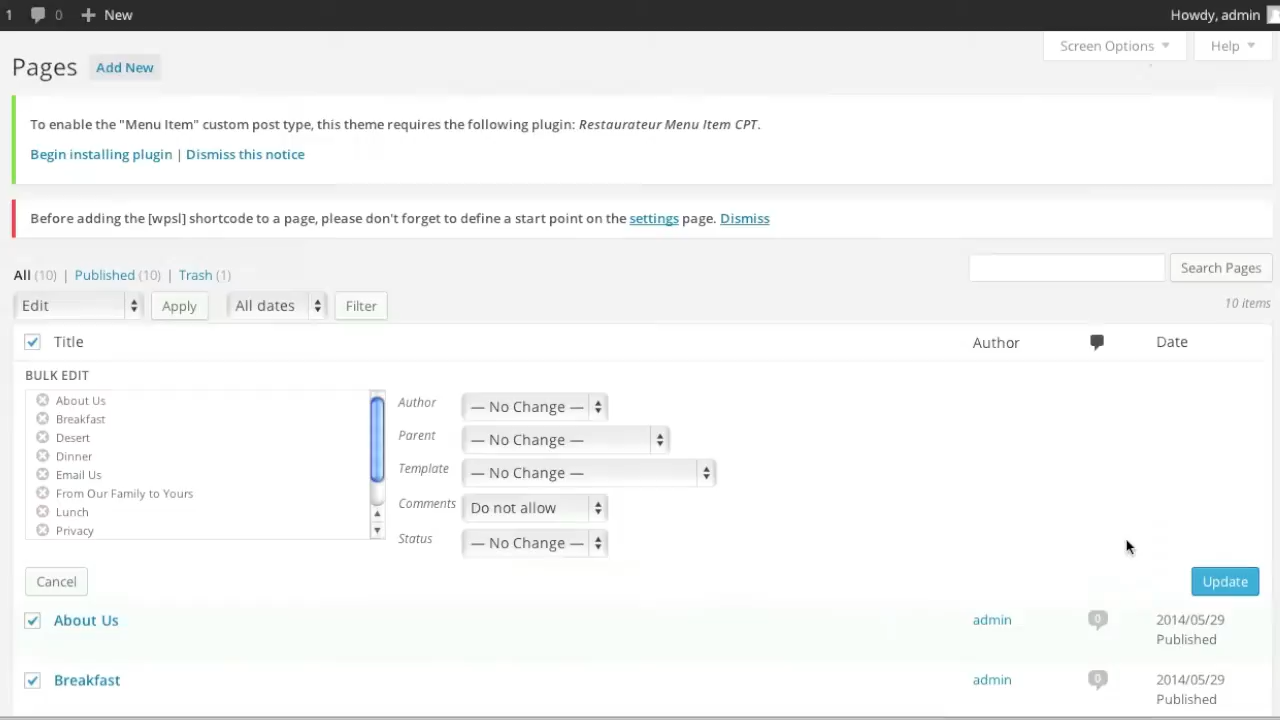 1 0 New Howdy, admin
Screen Options Help
Pages Add New
To enable the "Menu Item" custom post type, this theme requires the following plugin: Restaurateur Menu Item CPT.
Begin installing plugin | Dismiss this notice
Before adding the [wpsl] shortcode to a page, please don't forget to define a start point on the settings page. Dismiss
All (10) | Published (10) | Trash (1)
Search Pages
Edit Apply All dates Filter
10 items
Title Author Date
BULK EDIT
About Us
Breakfast
Desert
Dinner
Email Us
From Our Family to Yours
Lunch
Privacy
Author — No Change —
Parent — No Change —
Template — No Change —
Comments Do not allow
Status — No Change —
Cancel Update
About Us admin 0 2014/05/29
Published
Breakfast admin 0 2014/05/29
Published